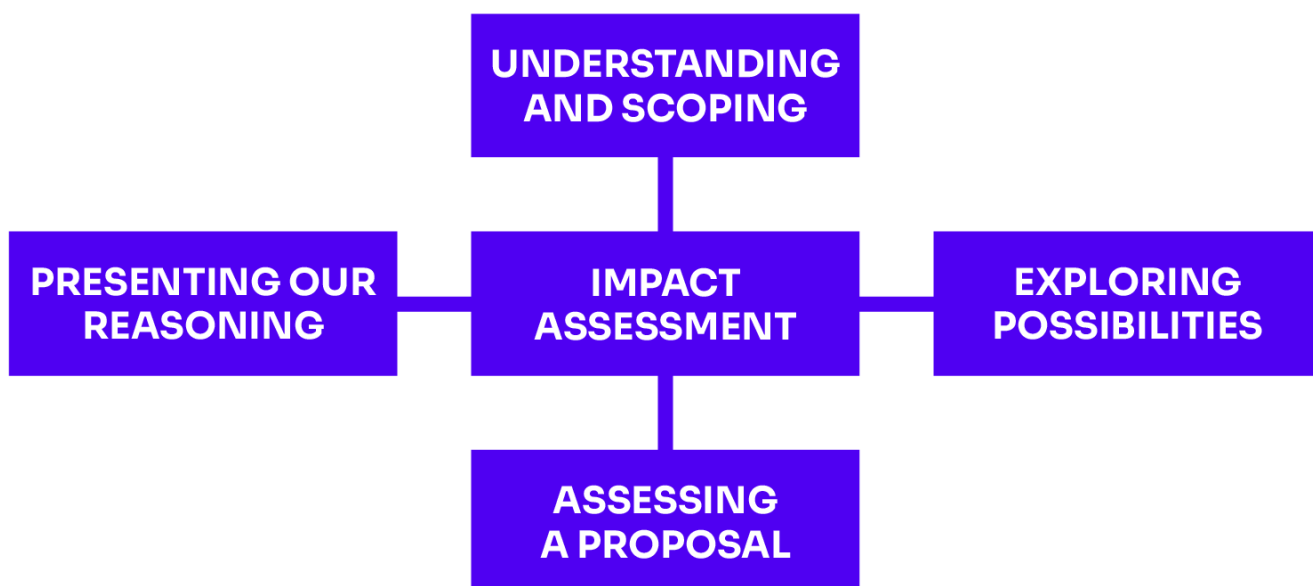 UNDERSTANDING
AND SCOPING
PRESENTING OUR
REASONING
IMPACT
ASSESSMENT
EXPLORING
POSSIBILITIES
ASSESSING
A PROPOSAL